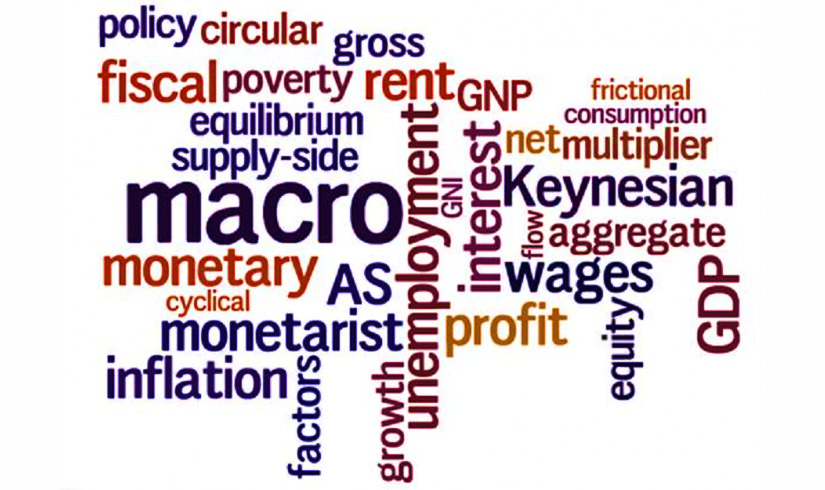 policy circular gross
fiscal poverty rent GNP frictional
equilibrium consumption
supply-side net multiplier
macro unemployment GNI interest Keynesian
flow aggregate
monetary AS wages GDP
cyclical
monetarist profit equity
inflation factors growth